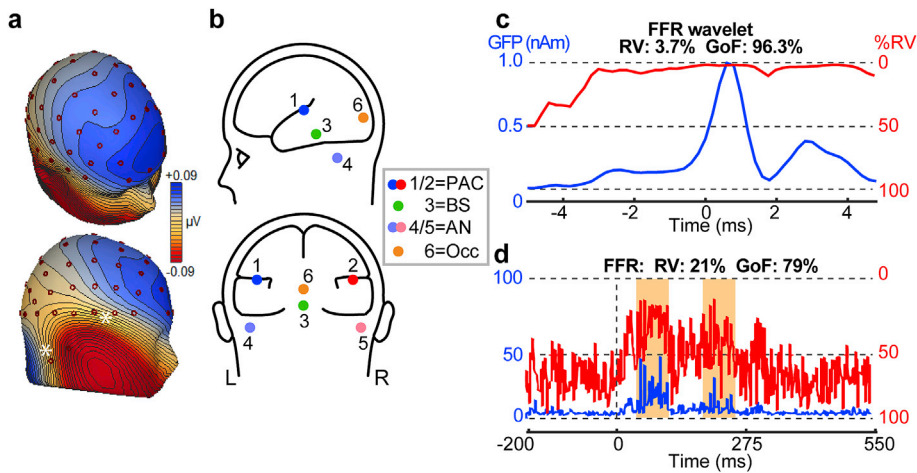 a
+0.09
µV
-0.09
b
1
6
3
4
1/2=PAC
3=BS
4/5=AN
6=Occ
1
6
2
3
4
5
L
R
c
FFR wavelet
GFP (nAm)
RV: 3.7% GoF: 96.3%
%RV
1.0
0
0.5
50
0
100
-4
-2
0
2
4
Time (ms)
d
FFR: RV: 21% GoF: 79%
100
0
50
50
0
100
-200
0
275
550
Time (ms)